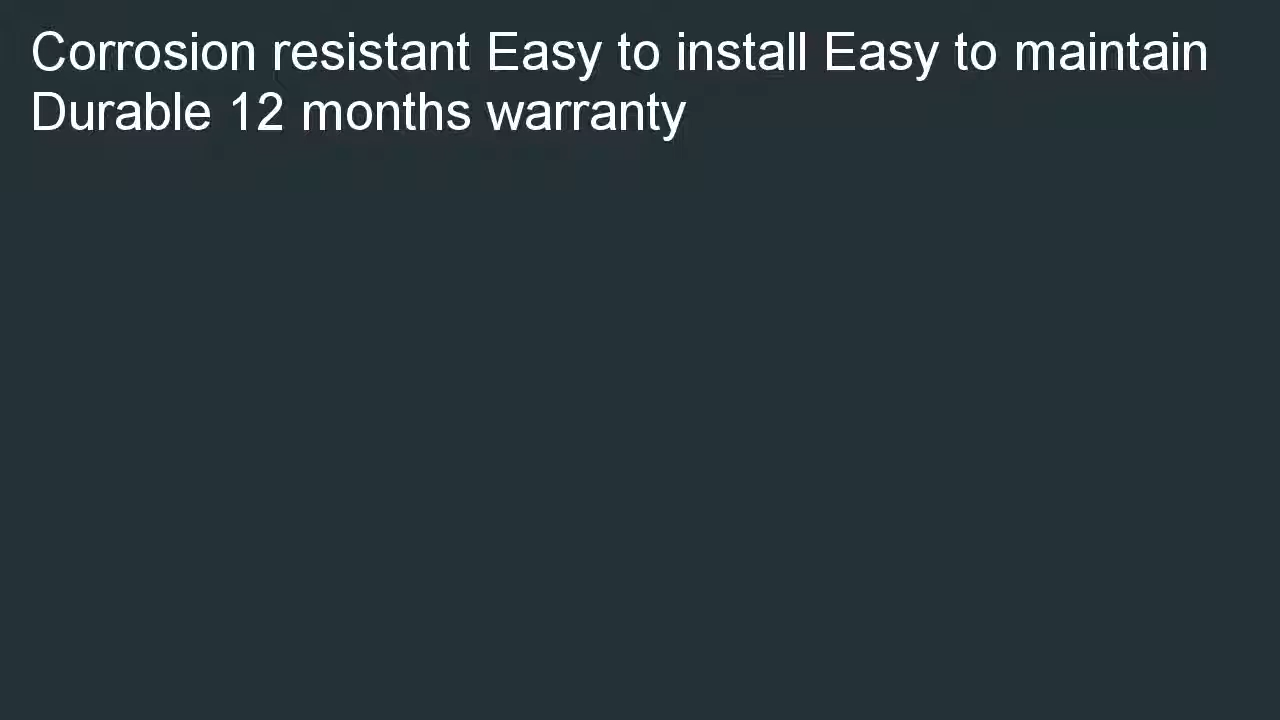 Corrosion resistant Easy to install Easy to maintain
Durable 12 months warranty